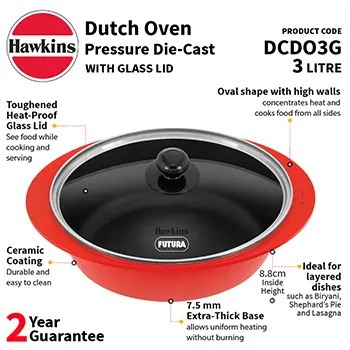 Hawkins
Dutch Oven
Pressure Die-Cast
WITH GLASS LID
PRODUCT CODE
DCDO3G
3 LITRE
Oval shape with high walls
concentrates heat and
cooks food from all sides
Toughened
Heat-Proof
Glass Lid
See food while
cooking and
serving
Hawkins
FUTURA
Ceramic
Coating
Durable and
easy to clean
8.8cm
Inside
Height
Ideal for
layered
dishes
such as Biryani,
Shephard's Pie
and Lasagna
7.5 mm
Extra-Thick Base
allows uniform heating
without burning
2 Year
Guarantee